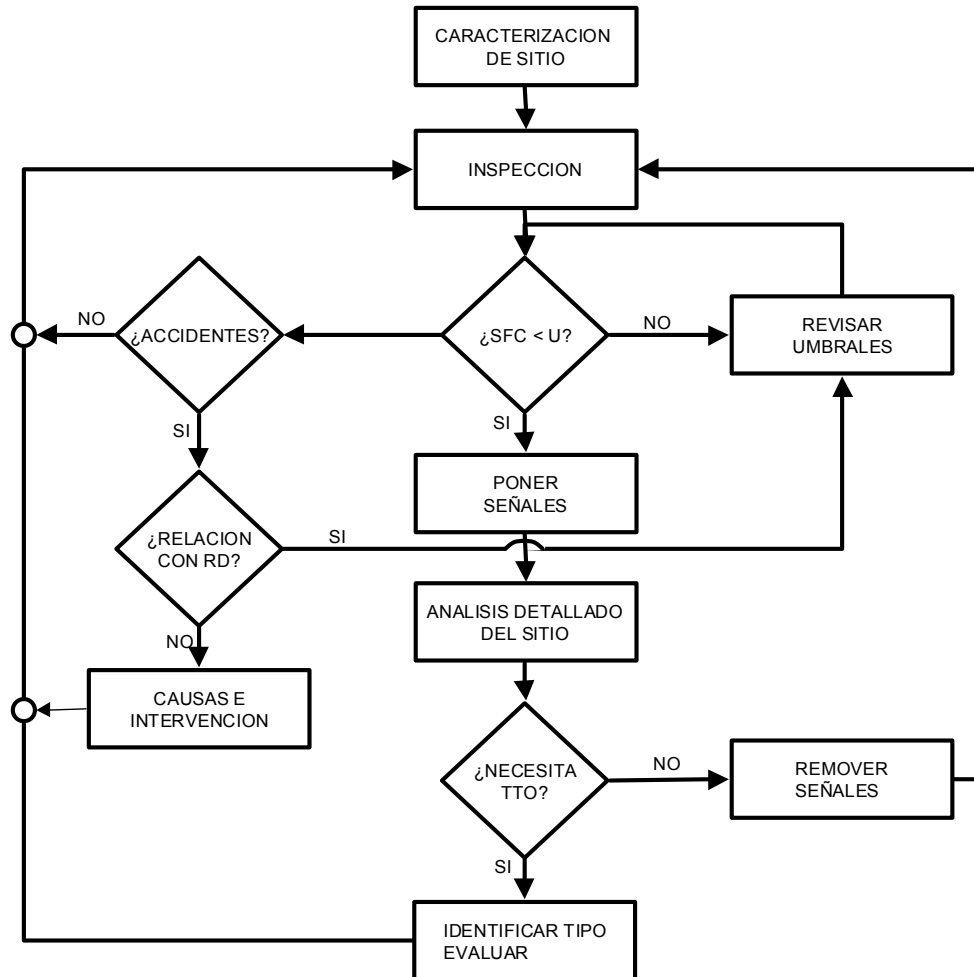 CARACTERIZACION
DE SITIO
INSPECCION
NO
¿ACCIDENTES?
¿SFC < U?
NO
REVISAR
UMBRALES
SI
SI
PONER
SEÑALES
¿RELACION
CON RD?
SI
ANALISIS DETALLADO
DEL SITIO
NO
CAUSAS E
INTERVENCION
¿NECESITA
TTO?
NO
REMOVER
SEÑALES
SI
IDENTIFICAR TIPO
EVALUAR